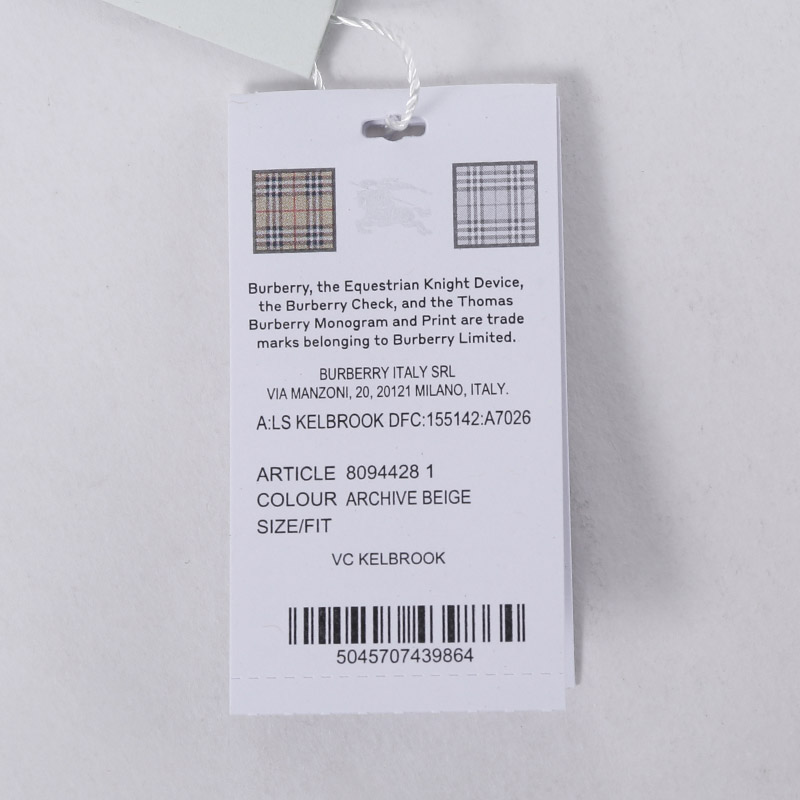 Burberry, the Equestrian Knight Device,
the Burberry Check, and the Thomas
Burberry Monogram and Print are trade
marks belonging to Burberry Limited.
BURBERRY ITALY SRL
VIA MANZONI, 20, 20121 MILANO, ITALY.
A:LS KELBROOK DFC:155142:A7026
ARTICLE 8094428 1
COLOUR ARCHIVE BEIGE
SIZE/FIT
VC KELBROOK
5045707439864